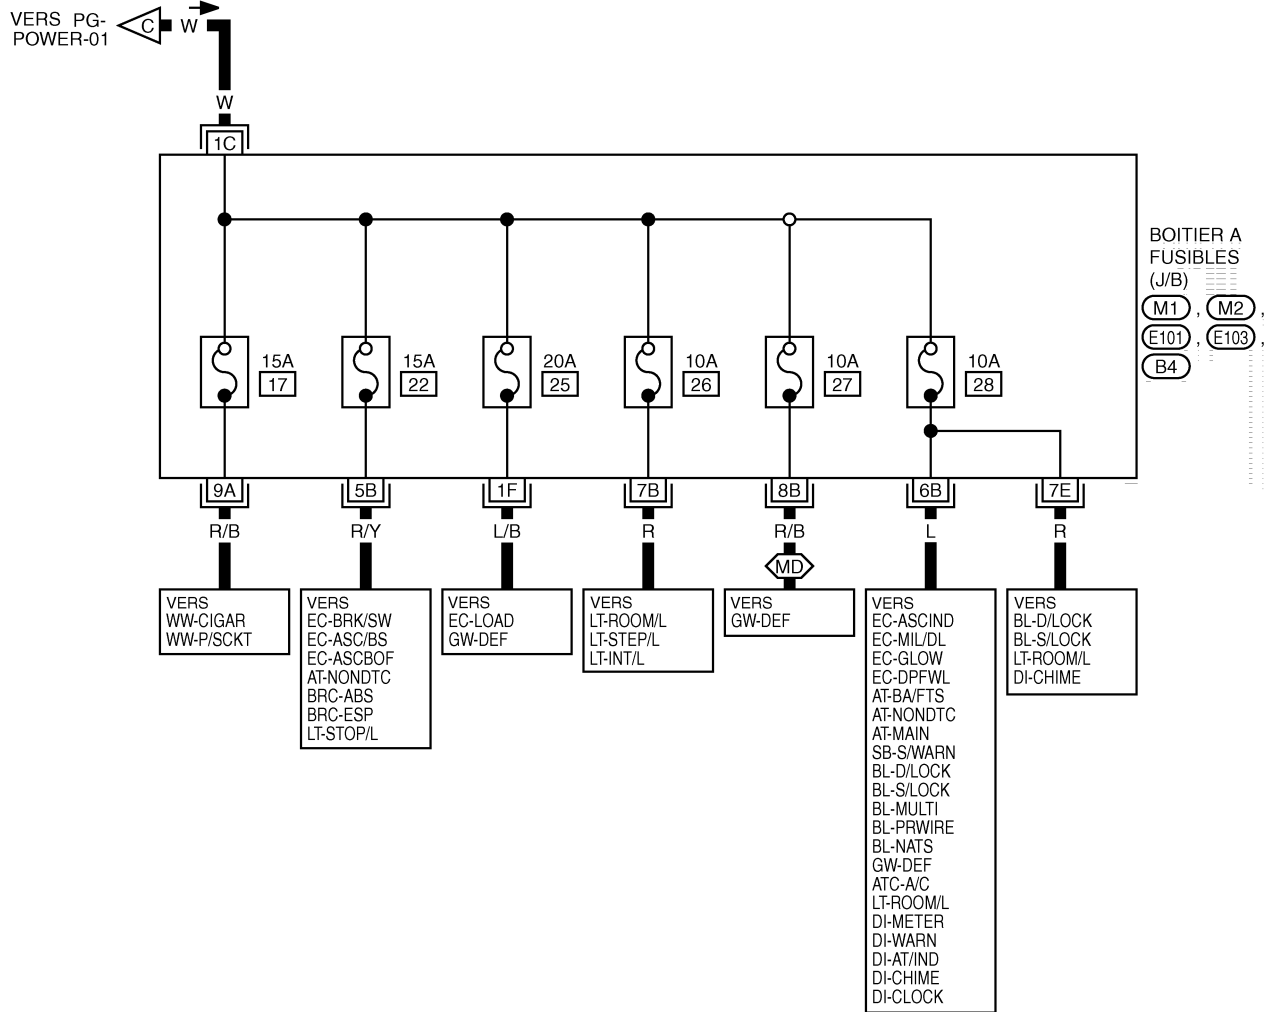 VERS PG-
POWER-01
C
W
W
1C
BOITIER A
FUSIBLES
(J/B)
M1 , M2 ,
E101 , E103 ,
B4
15A
17
15A
22
20A
25
10A
26
10A
27
10A
28
9A
5B
1F
7B
8B
6B
7E
R/B
R/Y
L/B
R
R/B
L
R
MD
VERS
WW-CIGAR
WW-P/SCKT
VERS
EC-BRK/SW
EC-ASC/BS
EC-ASCBOF
AT-NONDTC
BRC-ABS
BRC-ESP
LT-STOP/L
VERS
EC-LOAD
GW-DEF
VERS
LT-ROOM/L
LT-STEP/L
LT-INT/L
VERS
GW-DEF
VERS
EC-ASCIND
EC-MIL/DL
EC-GLOW
EC-DPFWL
AT-BA/FTS
AT-NONDTC
AT-MAIN
SB-S/WARN
BL-D/LOCK
BL-S/LOCK
BL-MULTI
BL-PRWIRE
BL-NATS
GW-DEF
ATC-A/C
LT-ROOM/L
DI-METER
DI-WARN
DI-AT/IND
DI-CHIME
DI-CLOCK
VERS
BL-D/LOCK
BL-S/LOCK
LT-ROOM/L
DI-CHIME